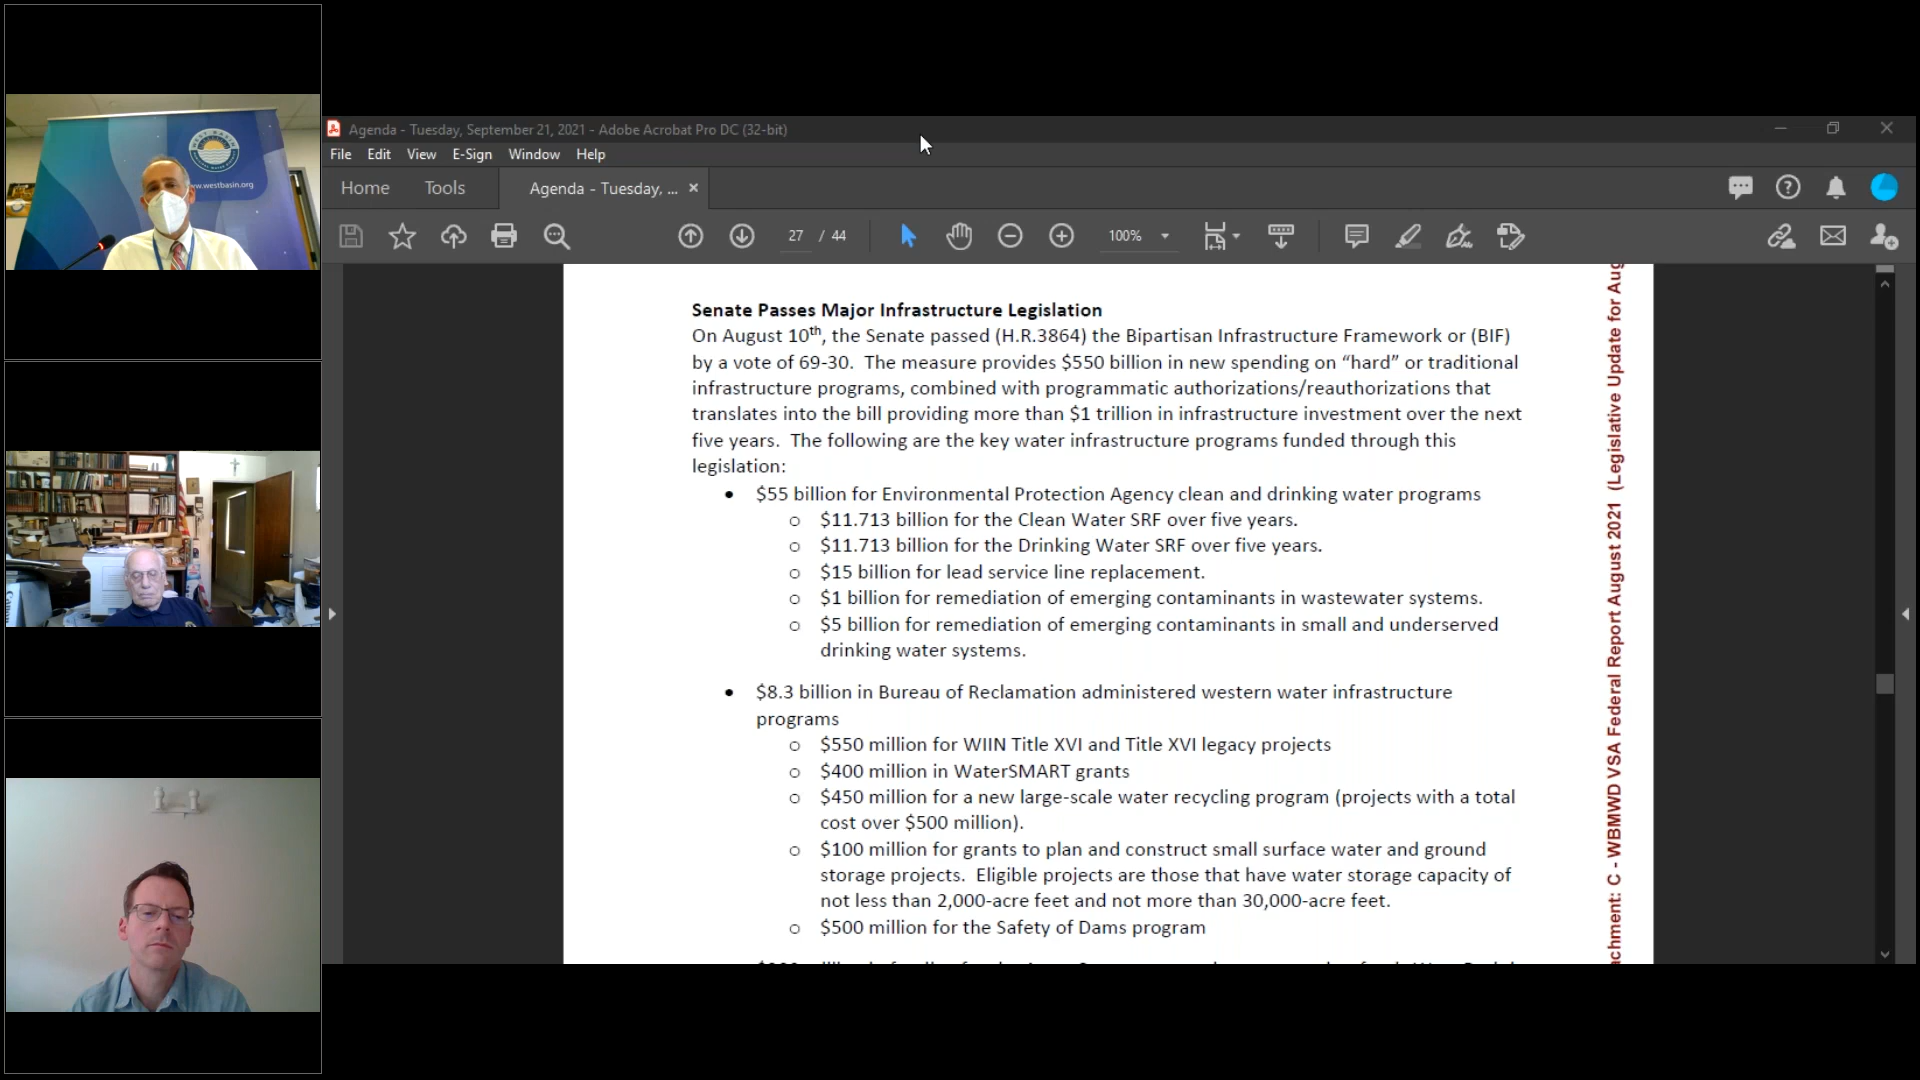 WEST BASIN
www.westbasin.org
Agenda - Tuesday, September 21, 2021 - Adobe Acrobat Pro DC (32-bit)
File Edit View E-Sign Window Help
Home Tools Agenda - Tuesday, ... ×
27 / 44 100%
Senate Passes Major Infrastructure Legislation
On August 10th, the Senate passed (H.R.3864) the Bipartisan Infrastructure Framework or (BIF)
by a vote of 69-30. The measure provides $550 billion in new spending on “hard” or traditional
infrastructure programs, combined with programmatic authorizations/reauthorizations that
translates into the bill providing more than $1 trillion in infrastructure investment over the next
five years. The following are the key water infrastructure programs funded through this
legislation:
• $55 billion for Environmental Protection Agency clean and drinking water programs
o $11.713 billion for the Clean Water SRF over five years.
o $11.713 billion for the Drinking Water SRF over five years.
o $15 billion for lead service line replacement.
o $1 billion for remediation of emerging contaminants in wastewater systems.
o $5 billion for remediation of emerging contaminants in small and underserved
drinking water systems.
• $8.3 billion in Bureau of Reclamation administered western water infrastructure
programs
o $550 million for WIIN Title XVI and Title XVI legacy projects
o $400 million in WaterSMART grants
o $450 million for a new large-scale water recycling program (projects with a total
cost over $500 million).
o $100 million for grants to plan and construct small surface water and ground
storage projects. Eligible projects are those that have water storage capacity of
not less than 2,000-acre feet and not more than 30,000-acre feet.
o $500 million for the Safety of Dams program
achment: C - WBMWD VSA Federal Report August 2021 (Legislative Update for Aug